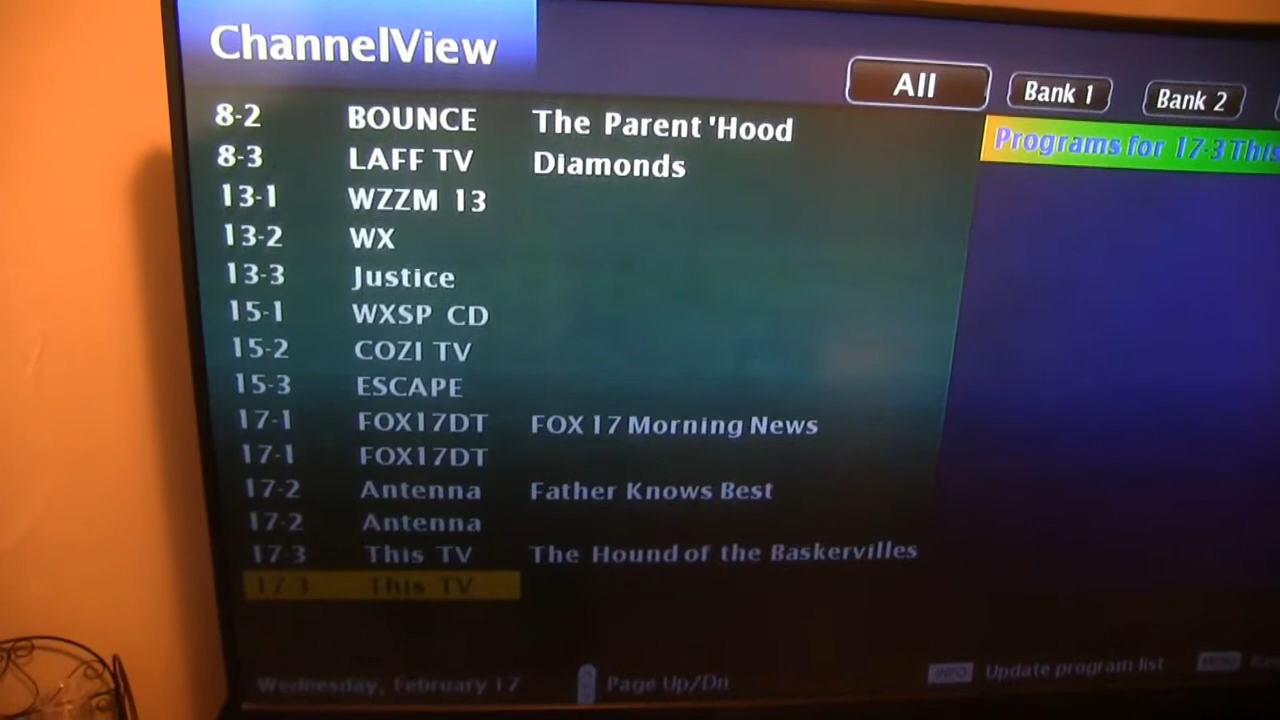 ChannelView
All Bank 1 Bank 2
Programs for 17-3 This
8-2 BOUNCE The Parent 'Hood
8-3 LAFF TV Diamonds
13-1 WZZM 13
13-2 WX
13-3 Justice
15-1 WXSP CD
15-2 COZI TV
15-3 ESCAPE
17-1 FOX17DT FOX 17 Morning News
17-1 FOX17DT
17-2 Antenna Father Knows Best
17-2 Antenna
17-3 This TV The Hound of the Baskervilles
17-3 This TV
Wednesday, February 17 Page Up/Dn INFO Update program list MENU